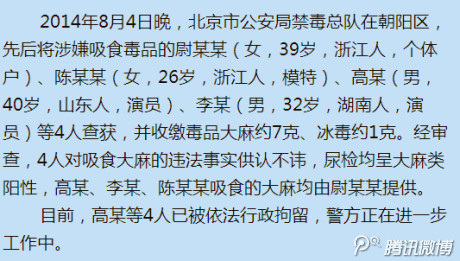 2014年8月4日晚，北京市公安局禁毒总队在朝阳区，
先后将涉嫌吸食毒品的尉某某（女，39岁，浙江人，个体
户）、陈某某（女，26岁，浙江人，模特）、高某（男，
40岁，山东人，演员）、李某（男，32岁，湖南人，演
员）等4人查获，并收缴毒品大麻约7克、冰毒约1克。经审
查，4人对吸食大麻的违法事实供认不讳，尿检均呈大麻类
阳性，高某、李某、陈某某吸食的大麻均由尉某某提供。
目前，高某等4人已被依法行政拘留，警方正在进一步
工作中。
腾讯微博